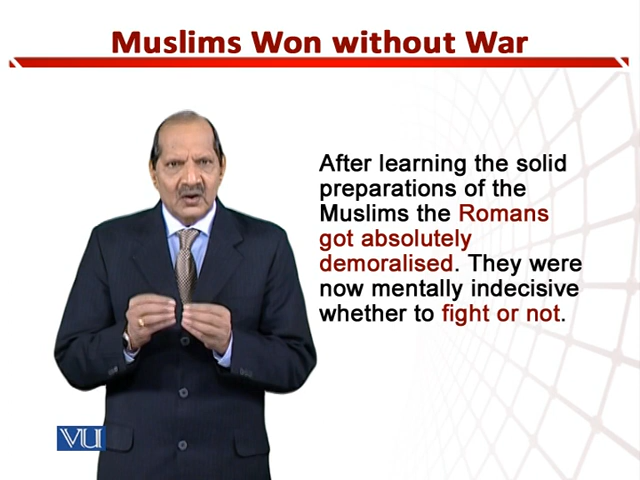 Muslims Won without War
After learning the solid
preparations of the
Muslims the Romans
got absolutely
demoralised. They were
now mentally indecisive
whether to fight or not.
VU